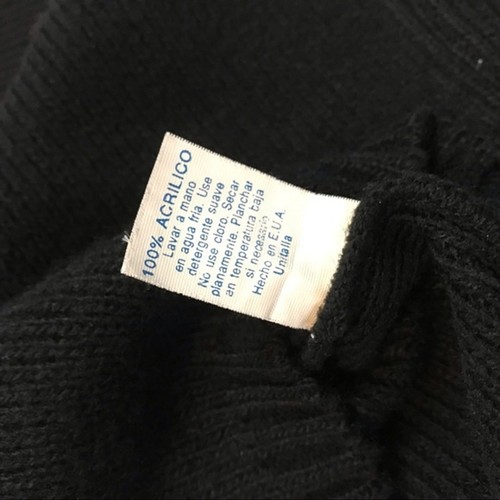 100% ACRILICO
Lavar a mano
en agua fria. Use
detergente suave
No use cloro. Secar
planamente. Planchar
an temperatura baja
si necesario
Hecho en E.U.A.
Unitalla